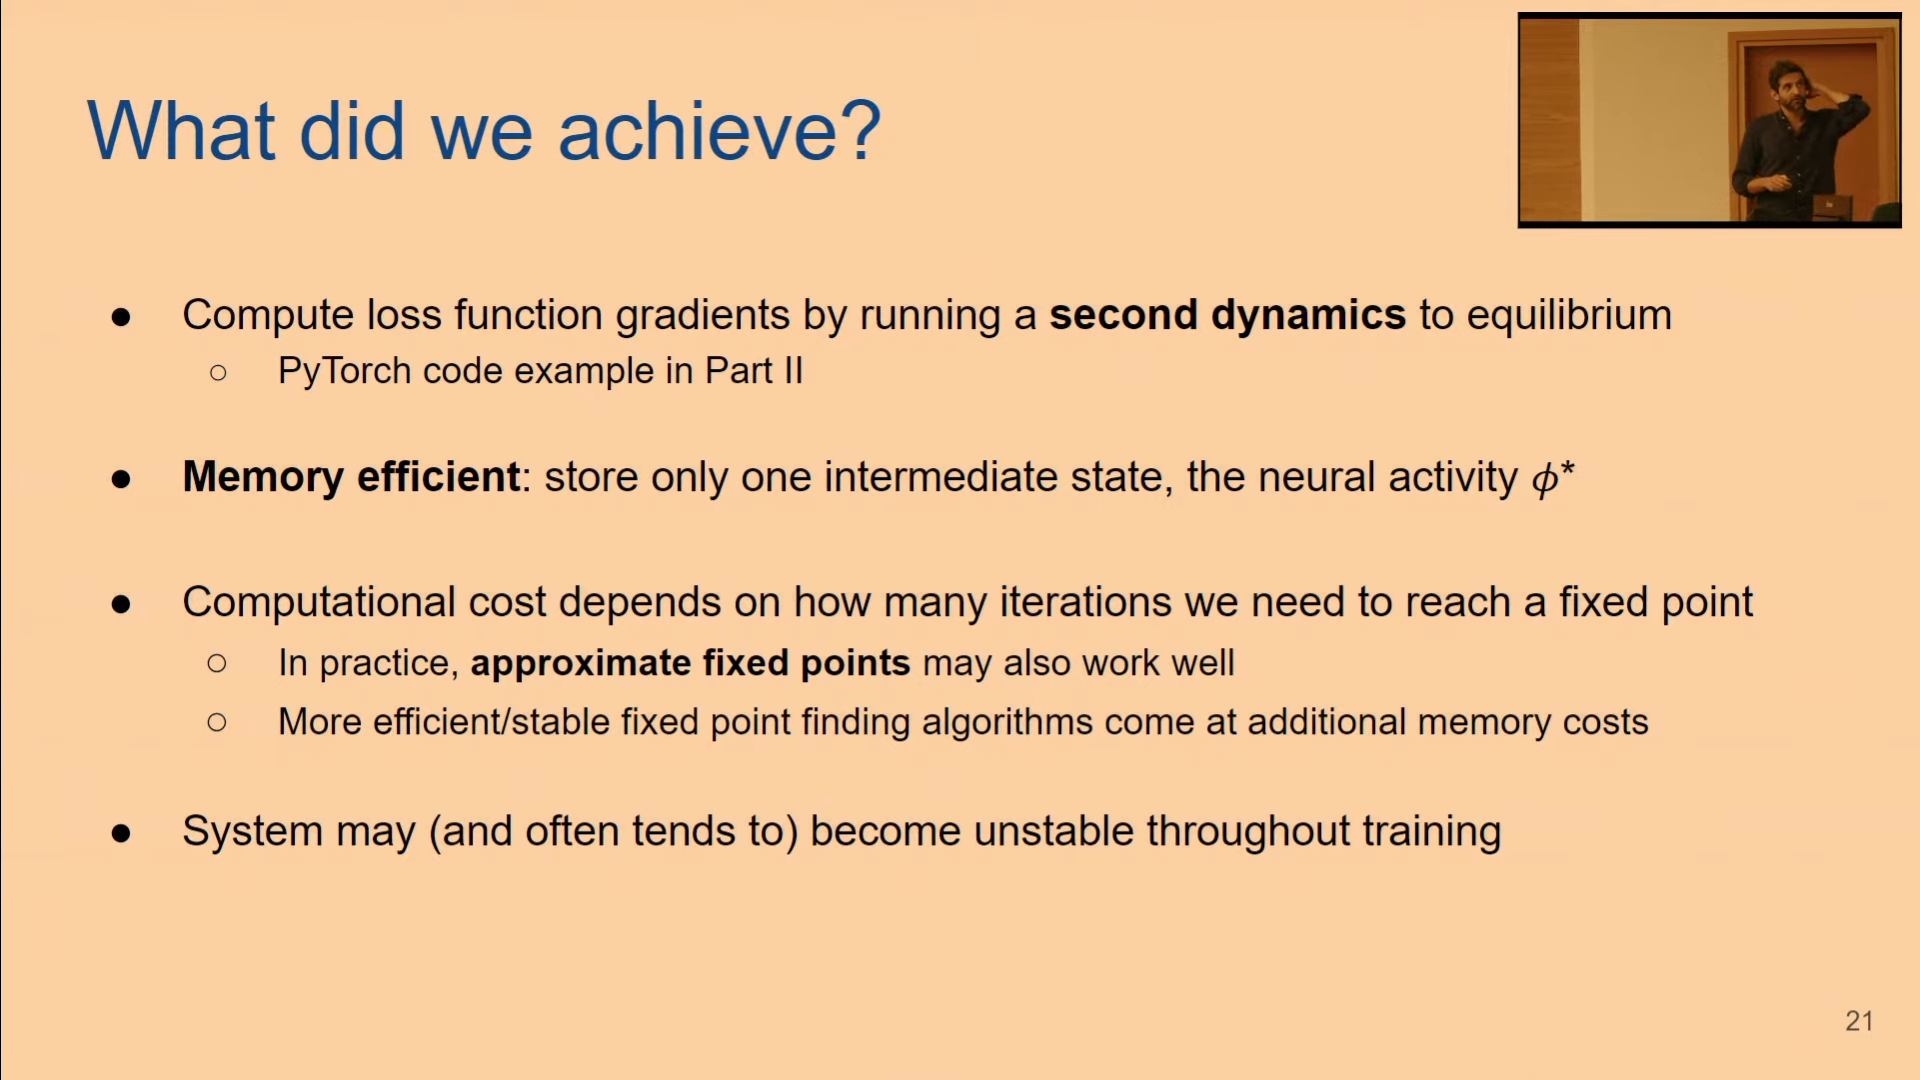 What did we achieve?
● Compute loss function gradients by running a second dynamics to equilibrium
○ PyTorch code example in Part II
● Memory efficient: store only one intermediate state, the neural activity ϕ*
● Computational cost depends on how many iterations we need to reach a fixed point
○ In practice, approximate fixed points may also work well
○ More efficient/stable fixed point finding algorithms come at additional memory costs
● System may (and often tends to) become unstable throughout training
21